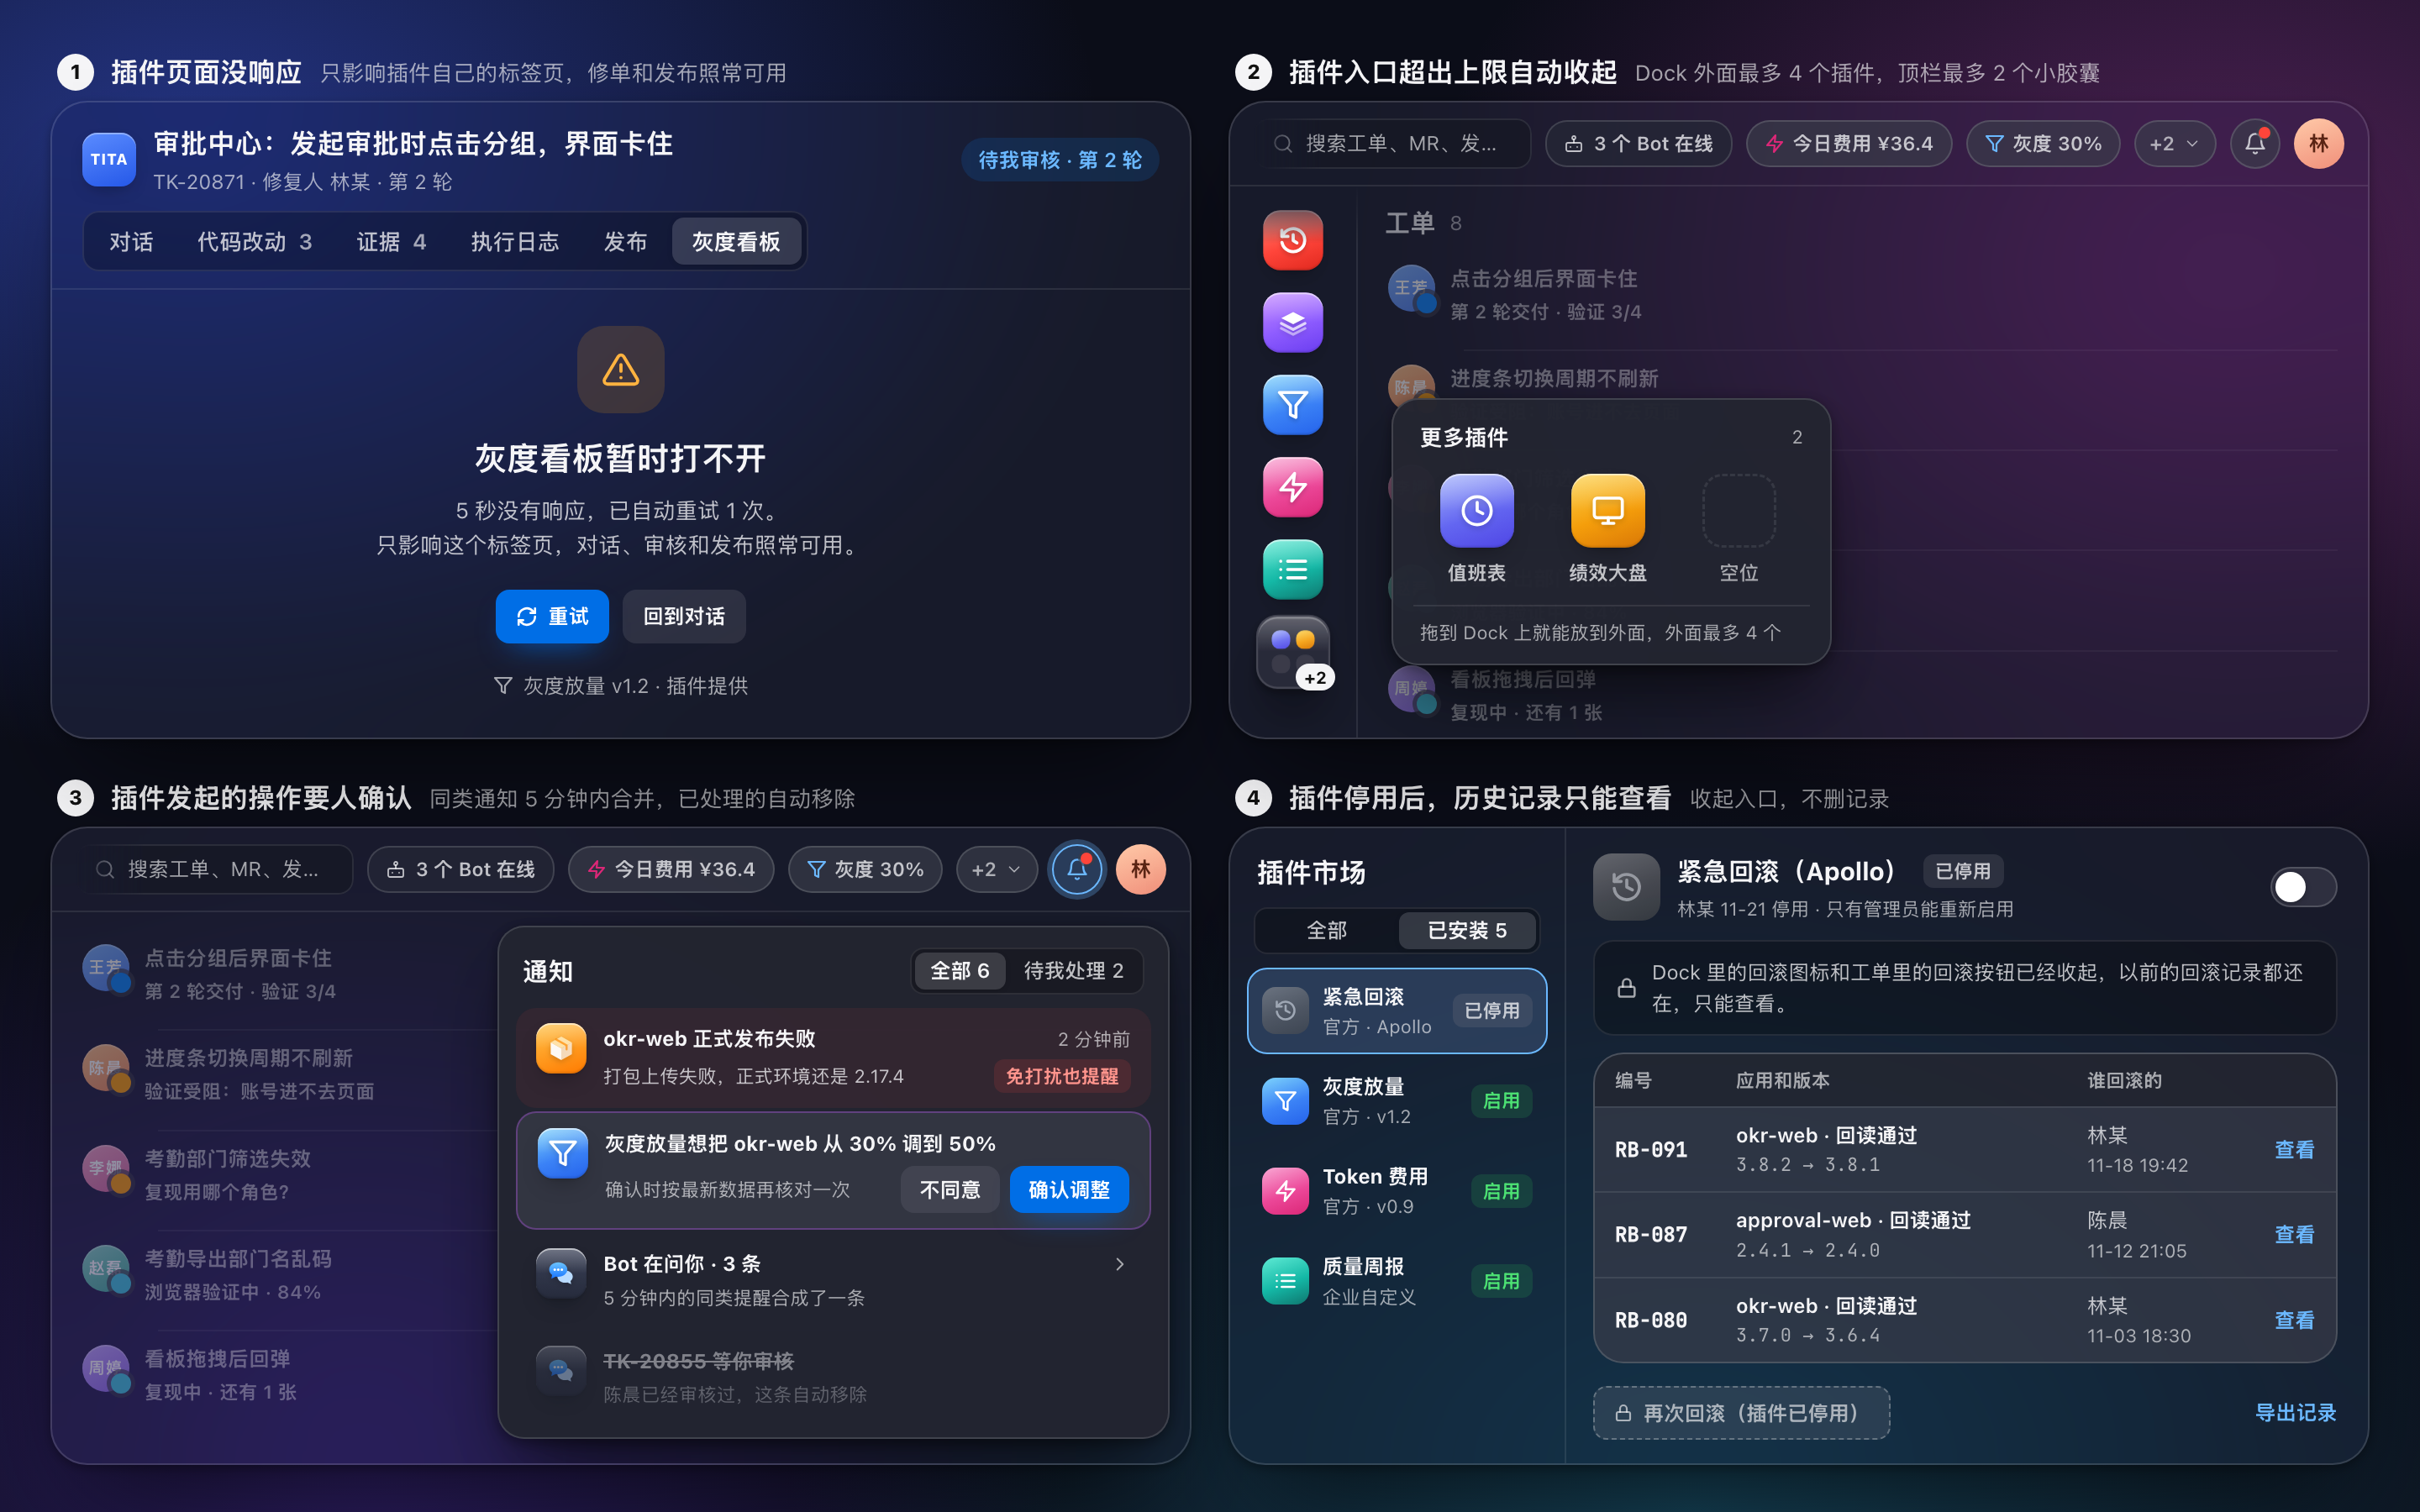 1 插件页面没响应 只影响插件自己的标签页，修单和发布照常可用
TITA
审批中心：发起审批时点击分组，界面卡住
TK-20871 · 修复人 林某 · 第 2 轮
待我审核 · 第 2 轮
对话 代码改动 3 证据 4 执行日志 发布 灰度看板
灰度看板暂时打不开
5 秒没有响应，已自动重试 1 次。
只影响这个标签页，对话、审核和发布照常可用。
重试 回到对话
灰度放量 v1.2 · 插件提供
2 插件入口超出上限自动收起 Dock 外面最多 4 个插件，顶栏最多 2 个小胶囊
搜索工单、MR、发... 3 个 Bot 在线 今日费用 ¥36.4 灰度 30% +2 林
工单 8
王芳
点击分组后界面卡住
第 2 轮交付 · 验证 3/4
陈晨
进度条切换周期不刷新
更多插件 2
值班表 绩效大盘 空位
拖到 Dock 上就能放到外面，外面最多 4 个
+2
周婷
看板拖拽后回弹
复现中 · 还有 1 张
3 插件发起的操作要人确认 同类通知 5 分钟内合并，已处理的自动移除
搜索工单、MR、发... 3 个 Bot 在线 今日费用 ¥36.4 灰度 30% +2 林
王芳
点击分组后界面卡住
第 2 轮交付 · 验证 3/4
陈晨
进度条切换周期不刷新
验证受阻：账号进不去页面
李娜
考勤部门筛选失效
复现用哪个角色?
赵磊
考勤导出部门名乱码
浏览器验证中 · 84%
周婷
看板拖拽后回弹
复现中 · 还有 1 张
通知 全部 6 待我处理 2
okr-web 正式发布失败 2 分钟前
打包上传失败，正式环境还是 2.17.4 免打扰也提醒
灰度放量想把 okr-web 从 30% 调到 50%
确认时按最新数据再核对一次 不同意 确认调整
Bot 在问你 · 3 条
5 分钟内的同类提醒合成了一条
TK-20855 等你审核
陈晨已经审核过，这条自动移除
4 插件停用后，历史记录只能查看 收起入口，不删记录
插件市场
全部 已安装 5
紧急回滚
官方 · Apollo
已停用
灰度放量
官方 · v1.2
启用
Token 费用
官方 · v0.9
启用
质量周报
企业自定义
启用
紧急回滚（Apollo） 已停用
林某 11-21 停用 · 只有管理员能重新启用
Dock 里的回滚图标和工单里的回滚按钮已经收起，以前的回滚记录都还
在，只能查看。
编号 应用和版本 谁回滚的
RB-091
okr-web · 回读通过
3.8.2 → 3.8.1
林某
11-18 19:42
查看
RB-087
approval-web · 回读通过
2.4.1 → 2.4.0
陈晨
11-12 21:05
查看
RB-080
okr-web · 回读通过
3.7.0 → 3.6.4
林某
11-03 18:30
查看
再次回滚（插件已停用） 导出记录